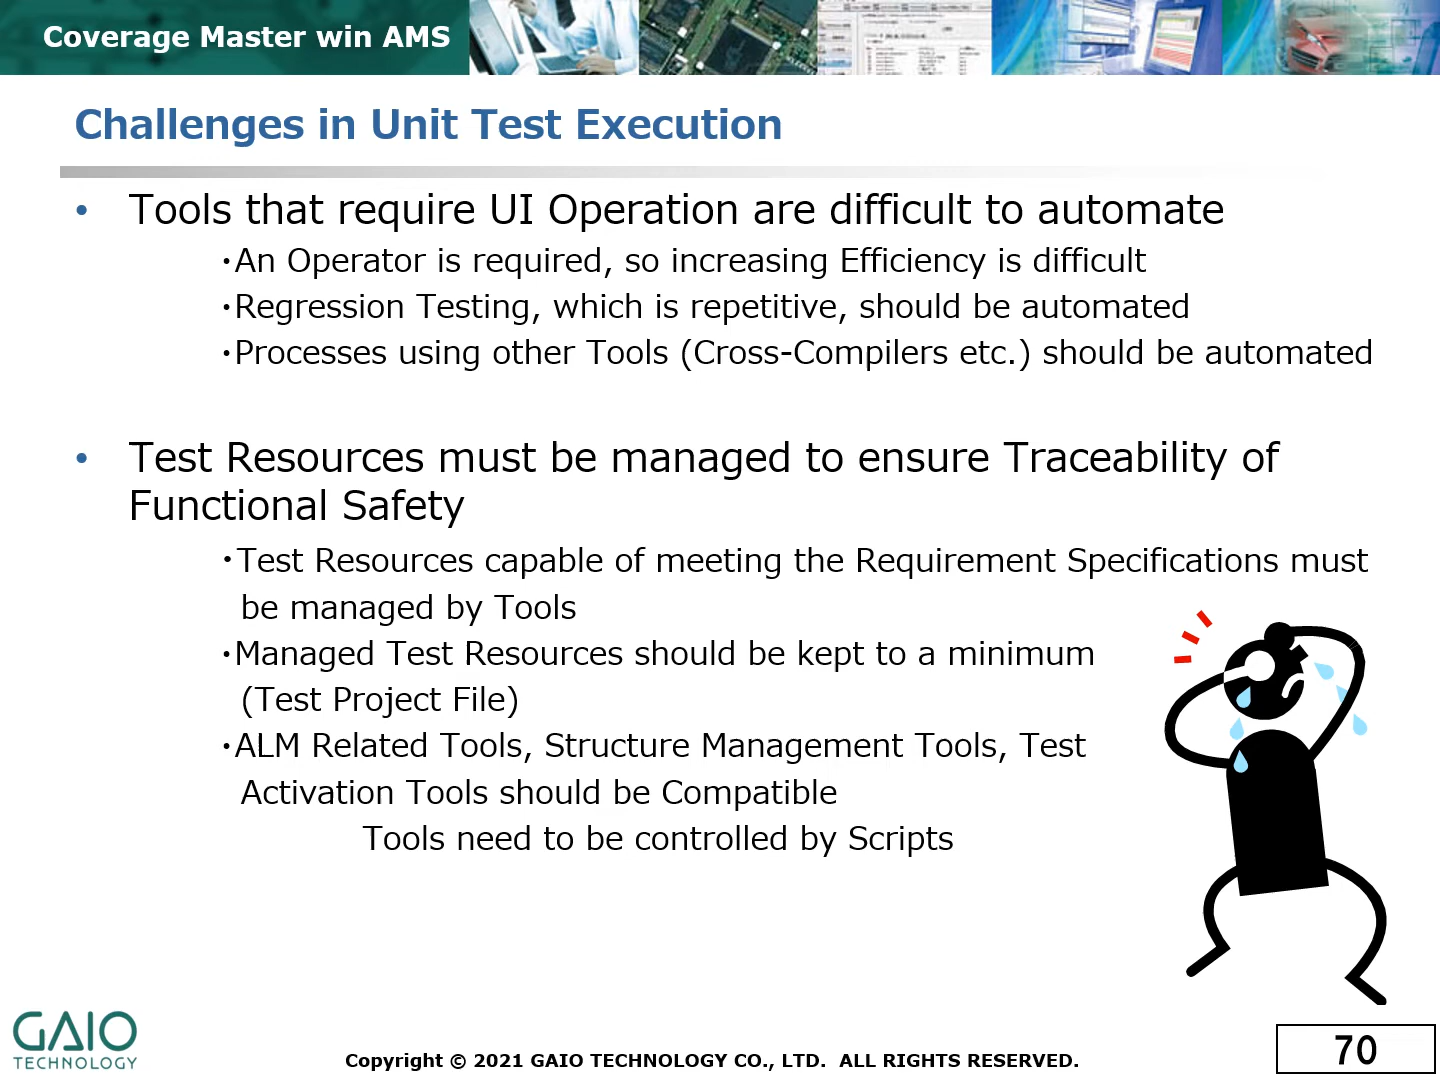 Coverage Master win AMS
Challenges in Unit Test Execution
• Tools that require UI Operation are difficult to automate
・An Operator is required, so increasing Efficiency is difficult
・Regression Testing, which is repetitive, should be automated
・Processes using other Tools (Cross-Compilers etc.) should be automated
• Test Resources must be managed to ensure Traceability of
Functional Safety
・Test Resources capable of meeting the Requirement Specifications must
be managed by Tools
・Managed Test Resources should be kept to a minimum
(Test Project File)
・ALM Related Tools, Structure Management Tools, Test
Activation Tools should be Compatible
Tools need to be controlled by Scripts
GAIO
TECHNOLOGY
Copyright © 2021 GAIO TECHNOLOGY CO., LTD.  ALL RIGHTS RESERVED.
70